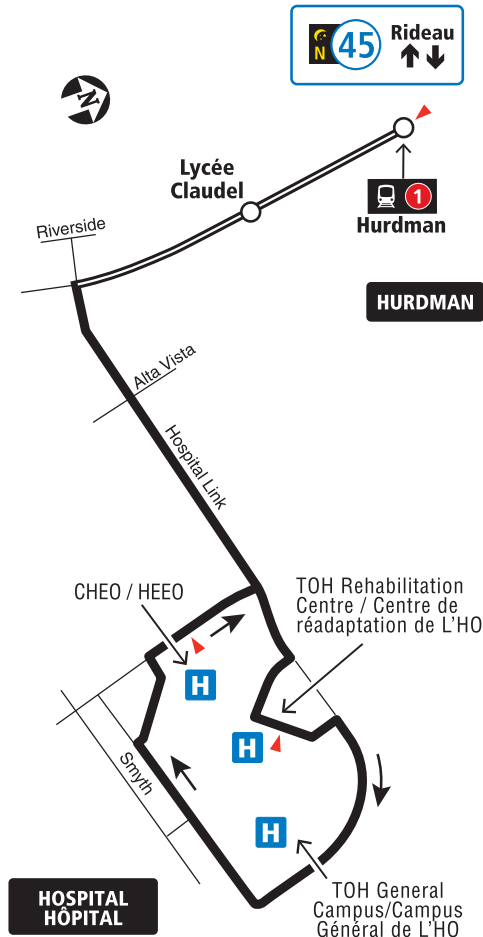 N 45 Rideau
N
Lycée
Claudel
1
Hurdman
Riverside
HURDMAN
Alta Vista
Hospital Link
CHEO / HEEO
TOH Rehabilitation
Centre / Centre de
réadaptation de L’HO
H
H
Smyth
H
TOH General
Campus/Campus
Général de L’HO
HOSPITAL
HÔPITAL